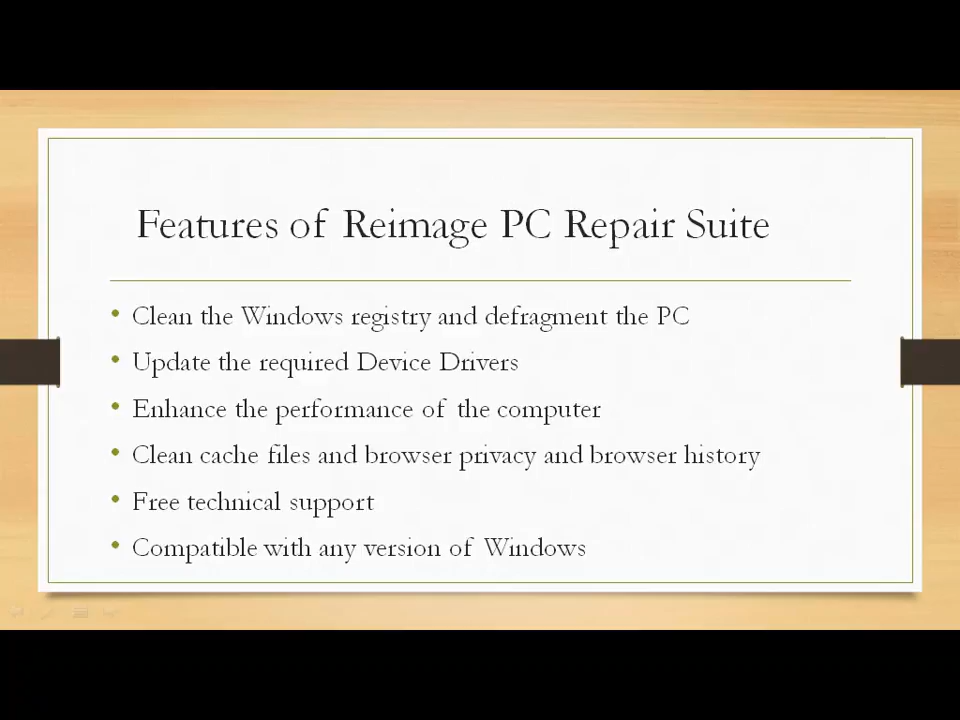 Features of Reimage PC Repair Suite
• Clean the Windows registry and defragment the PC
• Update the required Device Drivers
• Enhance the performance of the computer
• Clean cache files and browser privacy and browser history
• Free technical support
• Compatible with any version of Windows